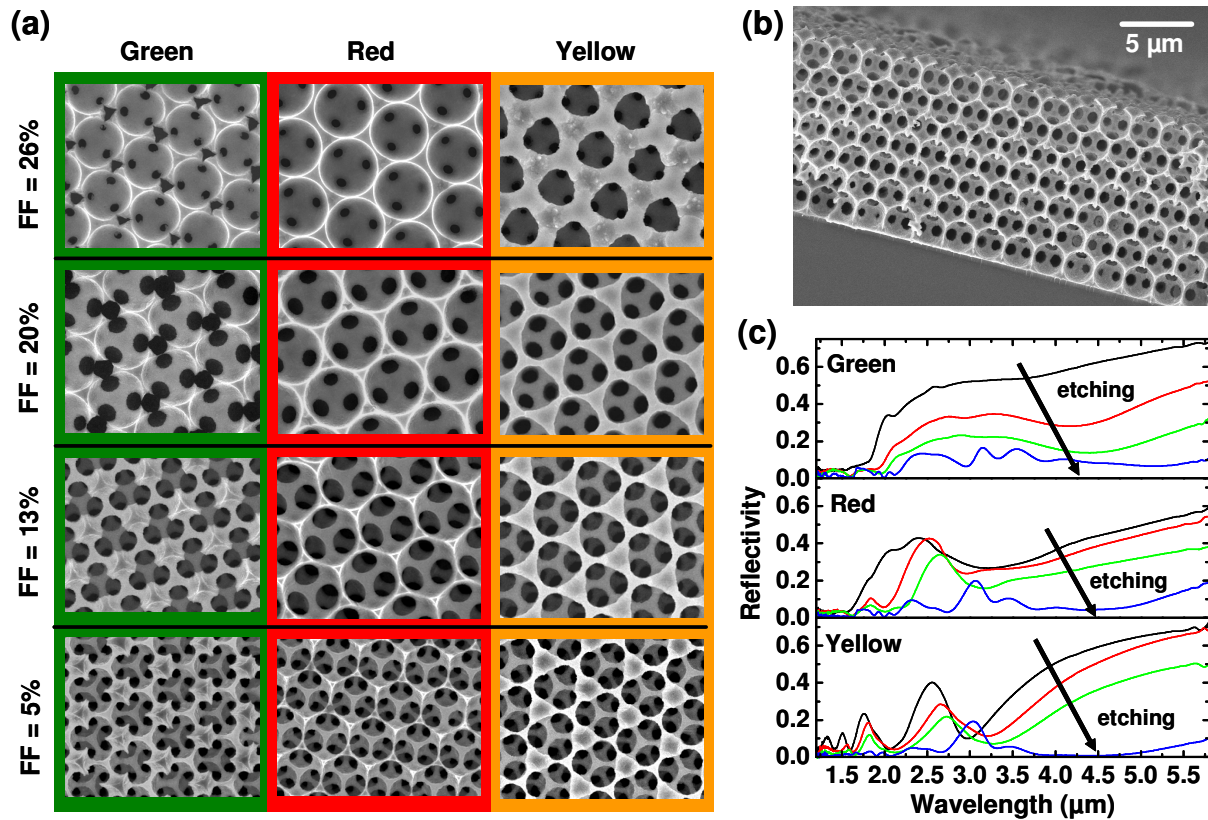 (a)
Green Red Yellow
FF = 26%
FF = 20%
FF = 13%
FF = 5%
(b)
5 µm
(c)
Green
etching
0.6
0.4
0.2
0.0
Red
etching
0.6
0.4
0.2
0.0
Yellow
etching
0.6
0.4
0.2
0.0
Reflectivity
1.5 2.0 2.5 3.0 3.5 4.0 4.5 5.0 5.5
Wavelength (µm)